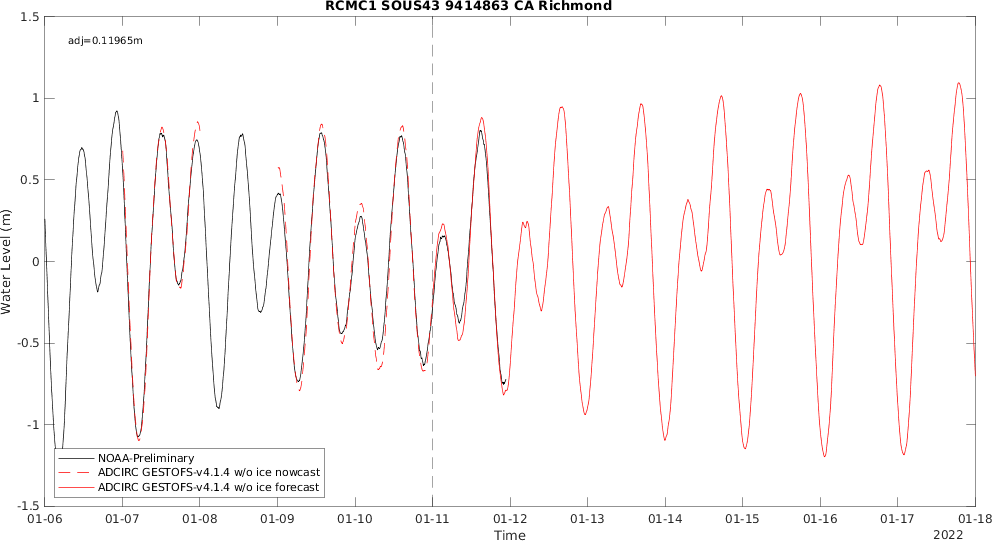 RCMC1 SOUS43 9414863 CA Richmond
adj=0.11965m
Water Level (m)
1.5
1
0.5
0
-0.5
-1
-1.5
NOAA-Preliminary
ADCIRC GESTOFS-v4.1.4 w/o ice nowcast
ADCIRC GESTOFS-v4.1.4 w/o ice forecast
01-06 01-07 01-08 01-09 01-10 01-11 01-12 01-13 01-14 01-15 01-16 01-17 01-18
Time
2022